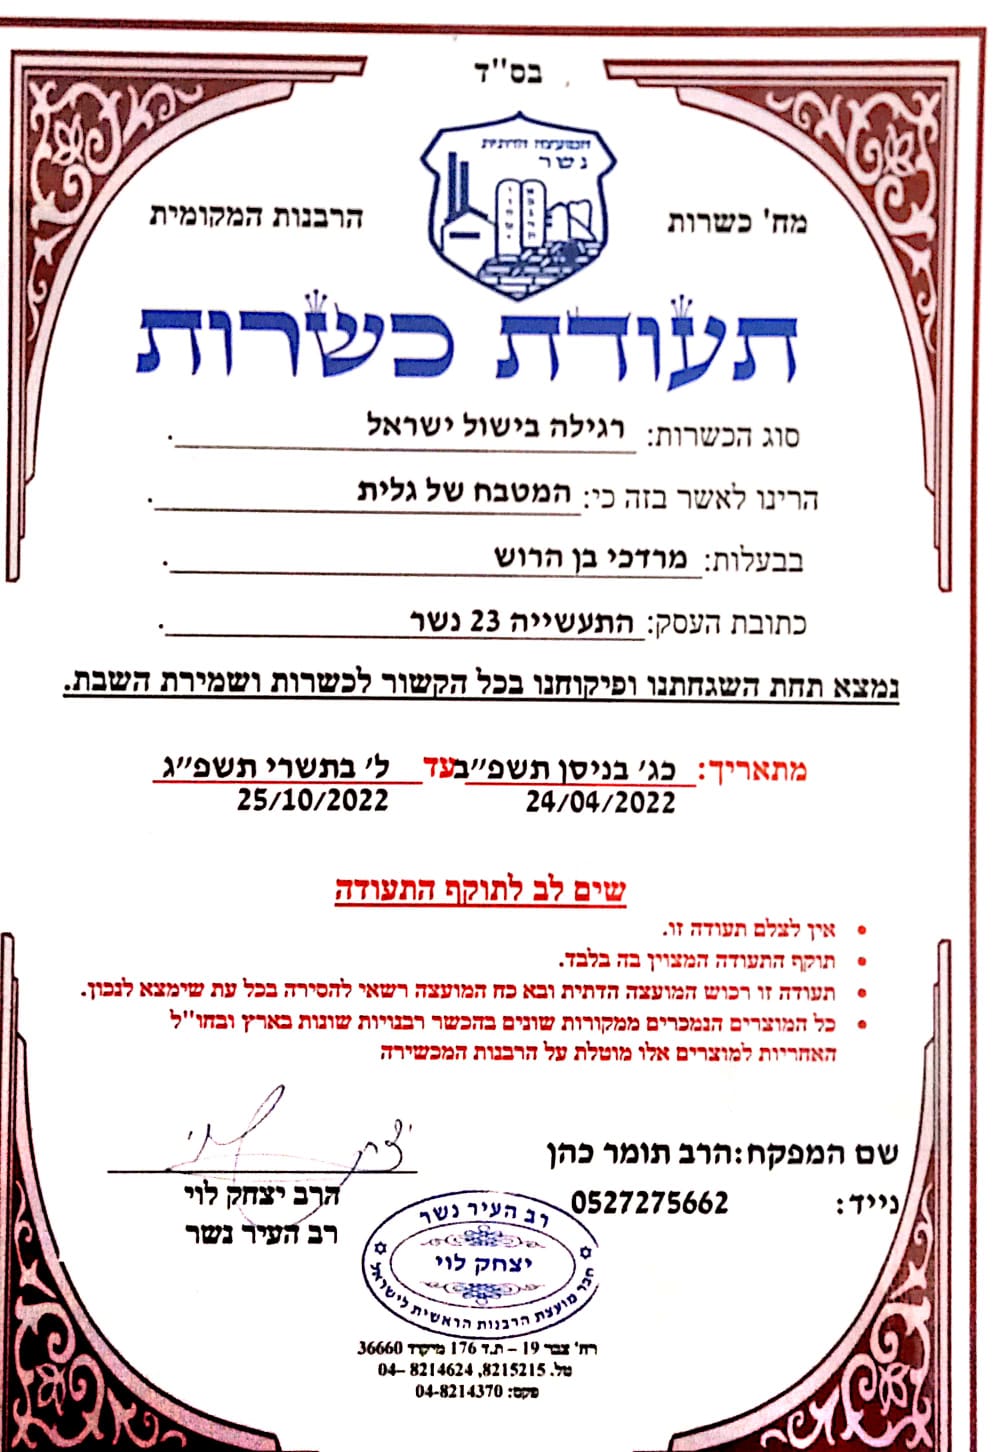 בס"ד
המועצה הדתית
נשר
מח' כשרות
הרבנות המקומית
תעודת כשרות
סוג הכשרות: רגילה בישול ישראל.
הרינו לאשר בזה כי: המטבח של גלית.
בבעלות: מרדכי בן הרוש.
כתובת העסק: התעשייה 23 נשר.
נמצא תחת השגחתנו ופיקוחנו בכל הקשור לכשרות ושמירת השבת.
מתאריך: כג' בניסן תשפ"ב עד ל' בתשרי תשפ"ג
24/04/2022 25/10/2022
שים לב לתוקף התעודה
• אין לצלם תעודה זו.
• תוקף התעודה המצוין בה בלבד.
• תעודה זו רכוש המועצה הדתית ובא כח המועצה רשאי להסירה בכל עת שימצא לנכון.
• כל המוצרים הנמכרים ממקורות שונים בהכשר רבנויות שונות בארץ ובחו"ל
האחריות למוצרים אלו מוטלת על הרבנות המכשירה
שם המפקח: הרב תומר כהן
נייד: 0527275662
הרב יצחק לוי
רב העיר נשר
רב העיר נשר
יצחק לוי
חבר מועצת הרבנות הראשית לישראל
רח' צבר 19 – ת.ד 176 מיקוד 36660
טל. 8215215, 8214624 –04
פקס: 04-8214370